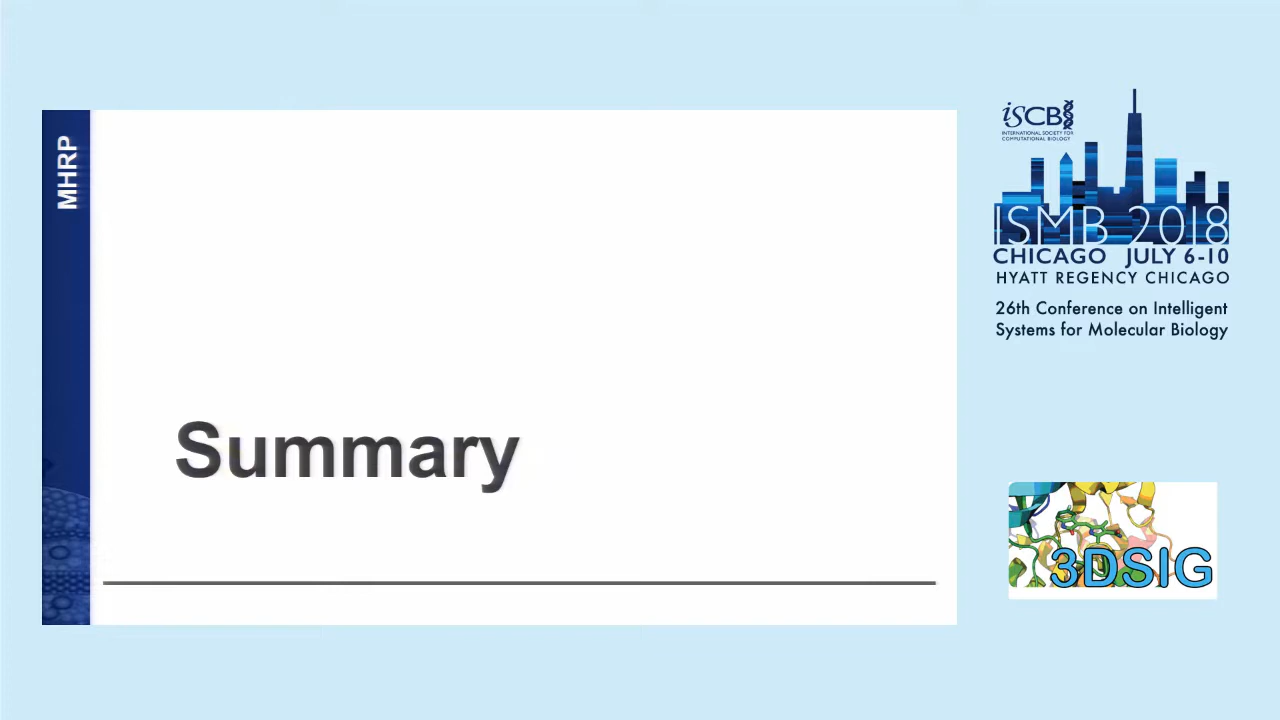 MHRP
Summary
iSCB
INTERNATIONAL SOCIETY FOR
COMPUTATIONAL BIOLOGY
ISMB 2018
CHICAGO JULY 6-10
HYATT REGENCY CHICAGO
26th Conference on Intelligent
Systems for Molecular Biology
3DSIG